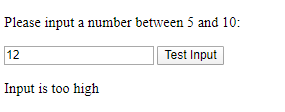 Please input a number between 5 and 10:
12 Test Input
Input is too high